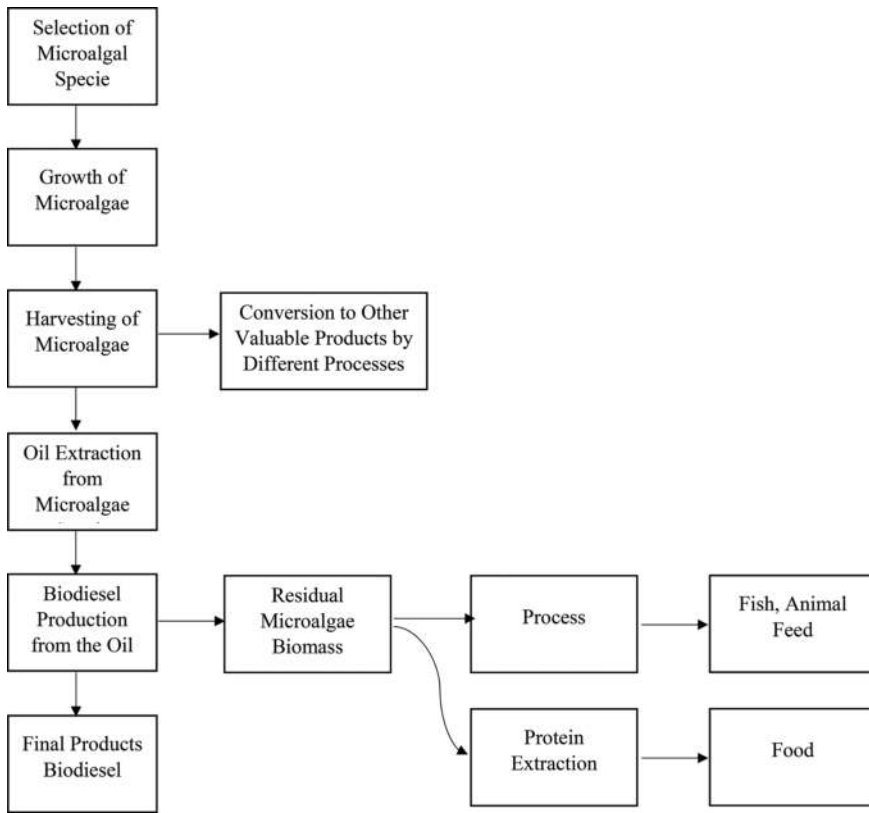 Selection of
Microalgal
Specie
Growth of
Microalgae
Harvesting of
Microalgae
Conversion to Other
Valuable Products by
Different Processes
Oil Extraction
from
Microalgae
Biodiesel
Production
from the Oil
Residual
Microalgae
Biomass
Process
Fish, Animal
Feed
Final Products
Biodiesel
Protein
Extraction
Food